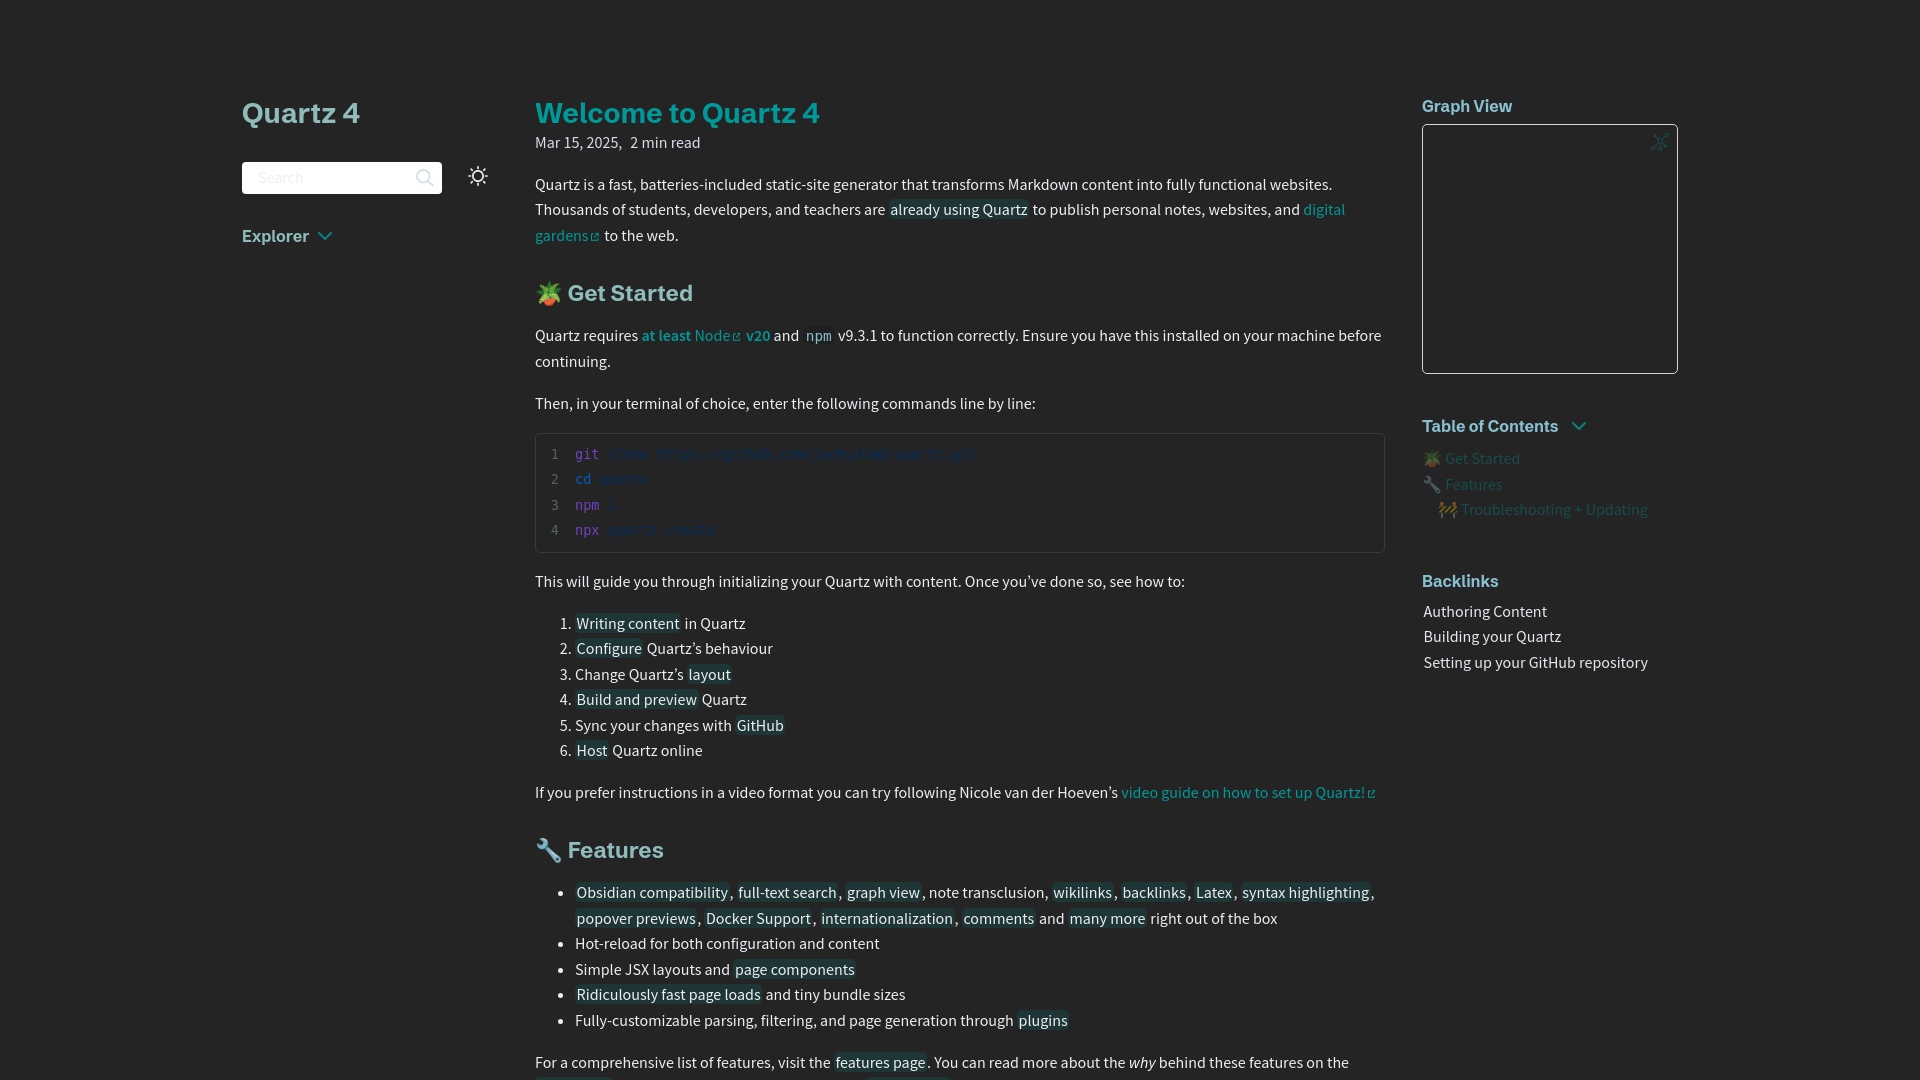 Quartz 4
Search
Explorer
Welcome to Quartz 4
Mar 15, 2025, 2 min read
Quartz is a fast, batteries-included static-site generator that transforms Markdown content into fully functional websites.
Thousands of students, developers, and teachers are already using Quartz to publish personal notes, websites, and digital
gardens to the web.
🪴 Get Started
Quartz requires at least Node v20 and npm v9.3.1 to function correctly. Ensure you have this installed on your machine before
continuing.
Then, in your terminal of choice, enter the following commands line by line:
1 git
2 cd
3 npm i
4 npx
This will guide you through initializing your Quartz with content. Once you’ve done so, see how to:
1. Writing content in Quartz
2. Configure Quartz’s behaviour
3. Change Quartz’s layout
4. Build and preview Quartz
5. Sync your changes with GitHub
6. Host Quartz online
If you prefer instructions in a video format you can try following Nicole van der Hoeven’s video guide on how to set up Quartz!
🔧 Features
• Obsidian compatibility, full-text search, graph view, note transclusion, wikilinks, backlinks, Latex, syntax highlighting,
popover previews, Docker Support, internationalization, comments and many more right out of the box
• Hot-reload for both configuration and content
• Simple JSX layouts and page components
• Ridiculously fast page loads and tiny bundle sizes
• Fully-customizable parsing, filtering, and page generation through plugins
For a comprehensive list of features, visit the features page. You can read more about the why behind these features on the
Graph View
Table of Contents
🪴 Get Started
🔧 Features
🚧 Troubleshooting + Updating
Backlinks
Authoring Content
Building your Quartz
Setting up your GitHub repository